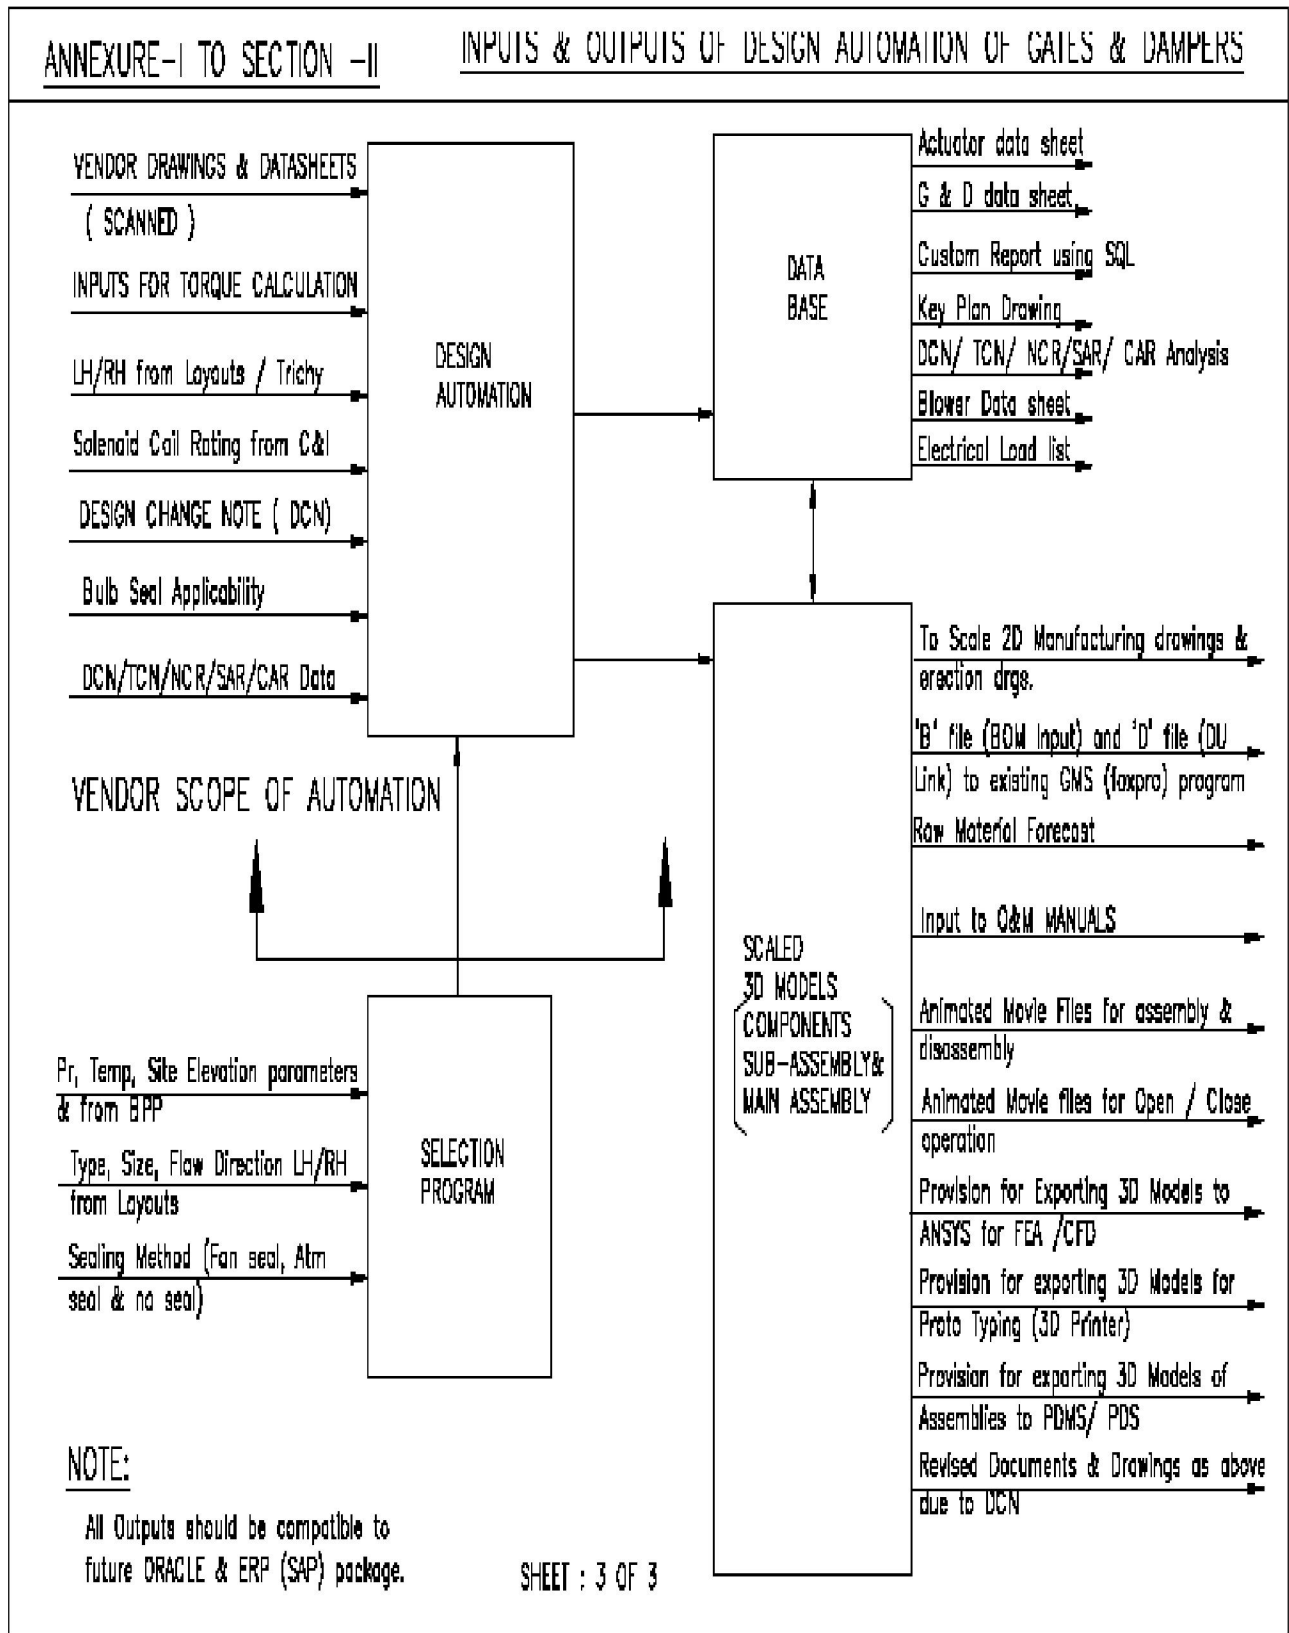 ANNEXURE-I TO SECTION -II
INPUTS & OUTPUTS OF DESIGN AUTOMATION OF GATES & DAMPERS
VENDOR DRAWINGS & DATASHEETS
( SCANNED )
INPUTS FOR TORQUE CALCULATION
LH/RH from Layouts / Trichy
Solenoid Coil Rating from C&I
DESIGN CHANGE NOTE ( DCN)
Bulb Seal Applicability
DCN/TCN/NCR/SAR/CAR Data
DESIGN
AUTOMATION
DATA
BASE
Actuator data sheet
G & D data sheet
Custom Report using SQL
Key Plan Drawing
DCN/ TCN/ NCR/SAR/ CAR Analysis
Blower Data sheet
Electrical Load list
VENDOR SCOPE OF AUTOMATION
Pr, Temp, Site Elevation parameters
& from BPP
Type, Size, Flow Direction LH/RH
from Layouts
Sealing Method (Fan seal, Atm
seal & no seal)
SELECTION
PROGRAM
SCALED
3D MODELS
COMPONENTS
SUB-ASSEMBLY&
MAIN ASSEMBLY
To Scale 2D Manufacturing drawings &
erection drgs.
'B' file (BOM Input) and 'D' file (DU
Link) to existing GMS (foxpro) program
Raw Material Forecast
Input to O&M MANUALS
Animated Movie Files for assembly &
disassembly
Animated Movie files for Open / Close
operation
Provision for Exporting 3D Models to
ANSYS for FEA /CFD
Provision for exporting 3D Models for
Proto Typing (3D Printer)
Provision for exporting 3D Models of
Assemblies to PDMS/ PDS
Revised Documents & Drawings as above
due to DCN
NOTE:
All Outputs should be compatible to
future ORACLE & ERP (SAP) package.
SHEET : 3 OF 3